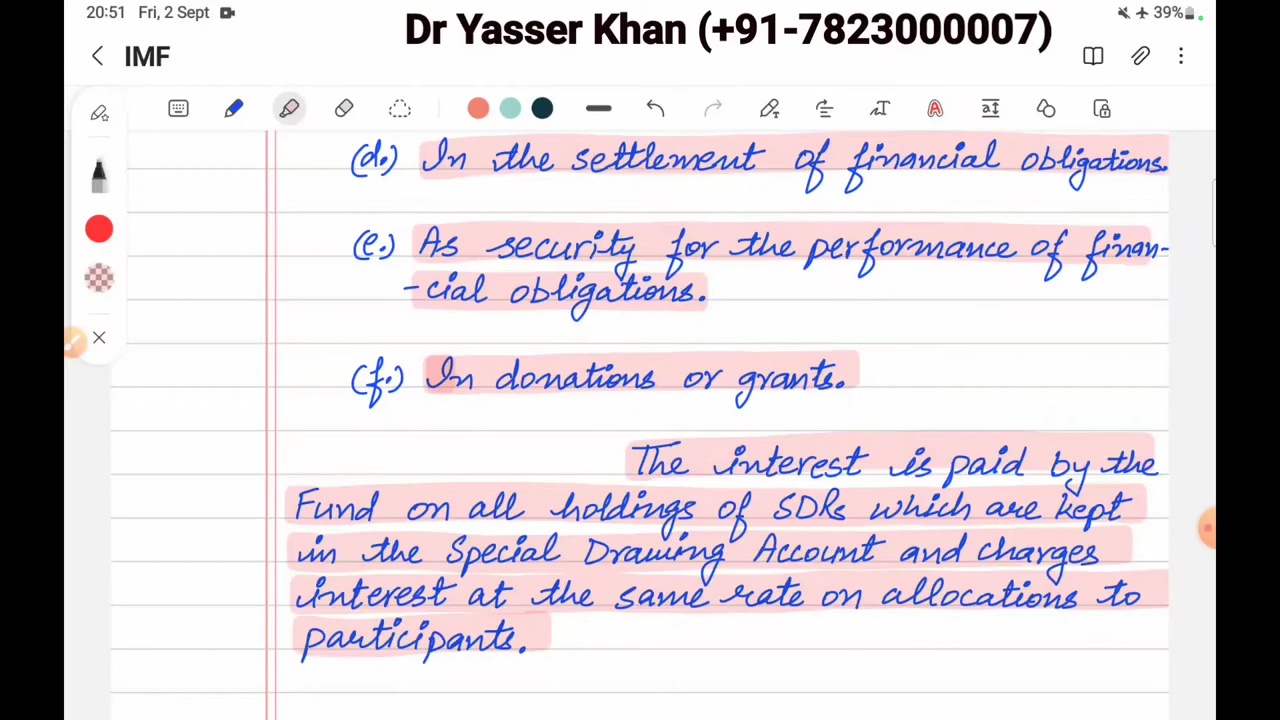 20:51 Fri, 2 Sept
Dr Yasser Khan (+91-7823000007)
39%
IMF
(d.) In the settlement of financial obligations.
(e.) As security for the performance of finan-
-cial obligations.
(f.) In donations or grants.
The interest is paid by the
Fund on all holdings of SDRs which are kept
in the Special Drawing Account and charges
interest at the same rate on allocations to
participants.